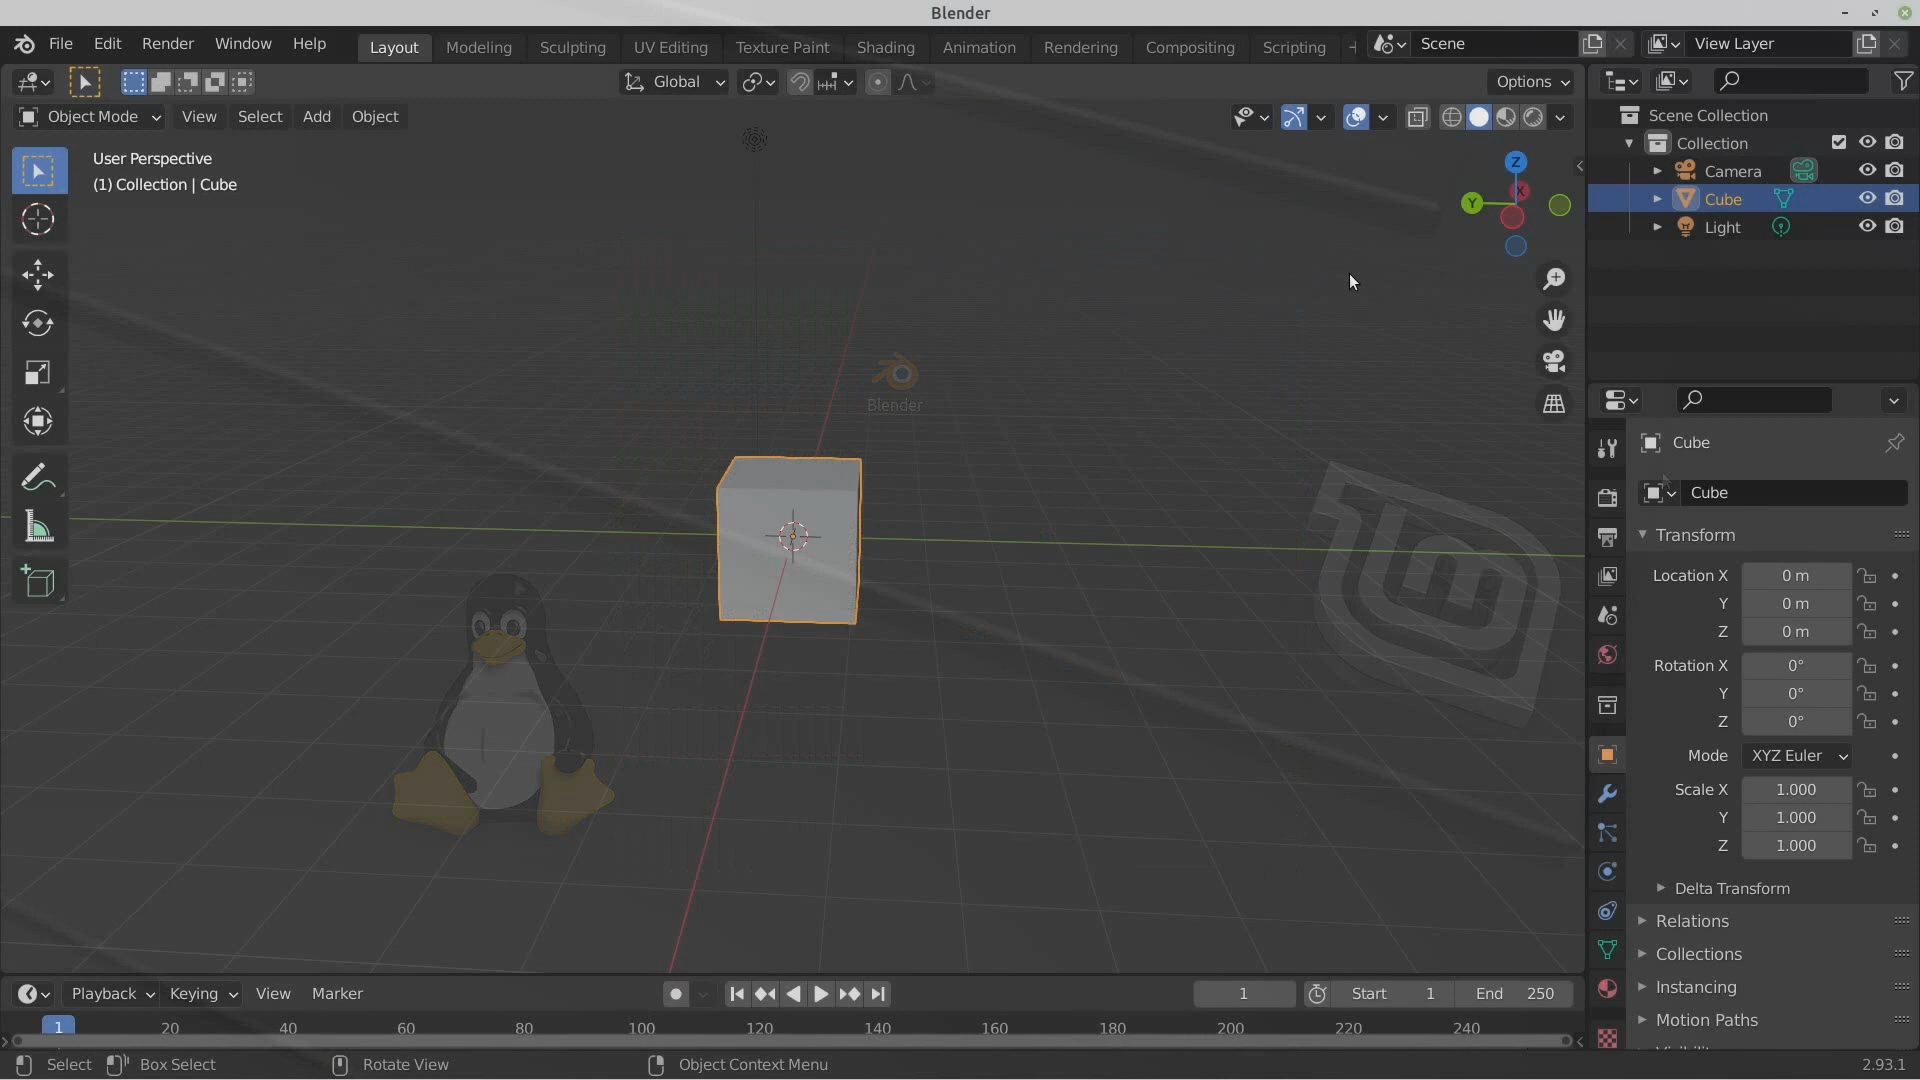 Blender
File Edit Render Window Help Layout Modeling Sculpting UV Editing Texture Paint Shading Animation Rendering Compositing Scripting Scene View Layer
Global Options
Object Mode View Select Add Object
User Perspective
(1) Collection | Cube
Z
X
Y
Blender
Scene Collection
Collection
Camera
Cube
Light
Cube
Cube
Transform
Location X 0 m
Y 0 m
Z 0 m
Rotation X 0°
Y 0°
Z 0°
Mode XYZ Euler
Scale X 1.000
Y 1.000
Z 1.000
Delta Transform
Relations
Collections
Instancing
Motion Paths
Playback Keying View Marker 1 Start 1 End 250
1 20 40 60 80 100 120 140 160 180 200 220 240
Select Box Select Rotate View Object Context Menu 2.93.1